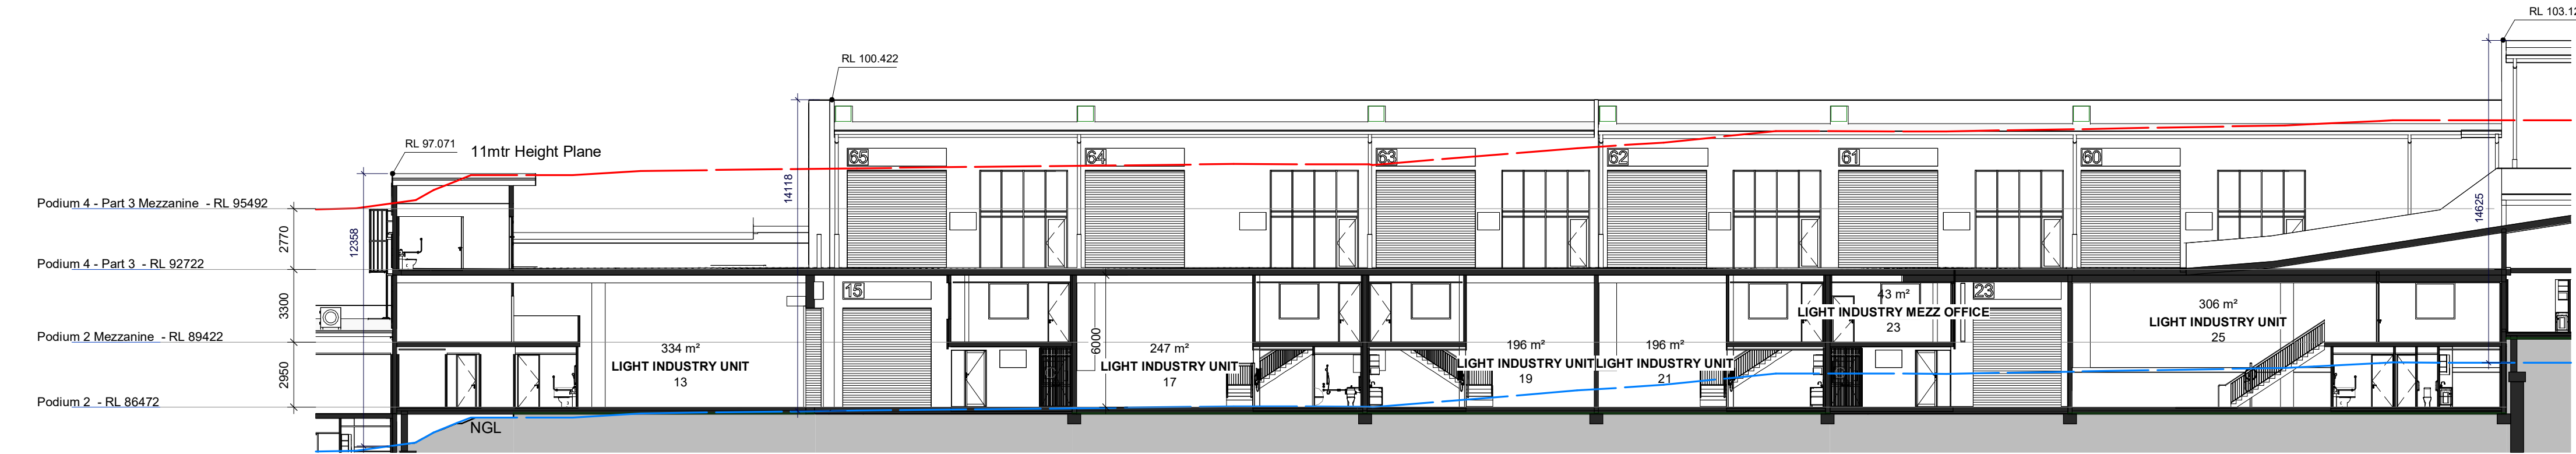 RL 103.12
RL 100.422
RL 97.071
11mtr Height Plane
65
64
63
62
61
60
14118
14625
12358
Podium 4 - Part 3 Mezzanine - RL 95492
2770
Podium 4 - Part 3 - RL 92722
3300
Podium 2 Mezzanine - RL 89422
2950
Podium 2 - RL 86472
15
23
6000
334 m²
LIGHT INDUSTRY UNIT
13
247 m²
LIGHT INDUSTRY UNIT
17
196 m²
LIGHT INDUSTRY UNIT
19
196 m²
LIGHT INDUSTRY UNIT
21
43 m²
LIGHT INDUSTRY MEZZ OFFICE
23
306 m²
LIGHT INDUSTRY UNIT
25
NGL